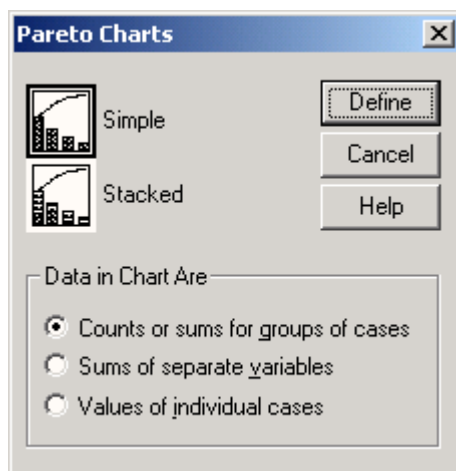 Pareto Charts
Simple
Stacked
Define
Cancel
Help
Data in Chart Are
Counts or sums for groups of cases
Sums of separate variables
Values of individual cases